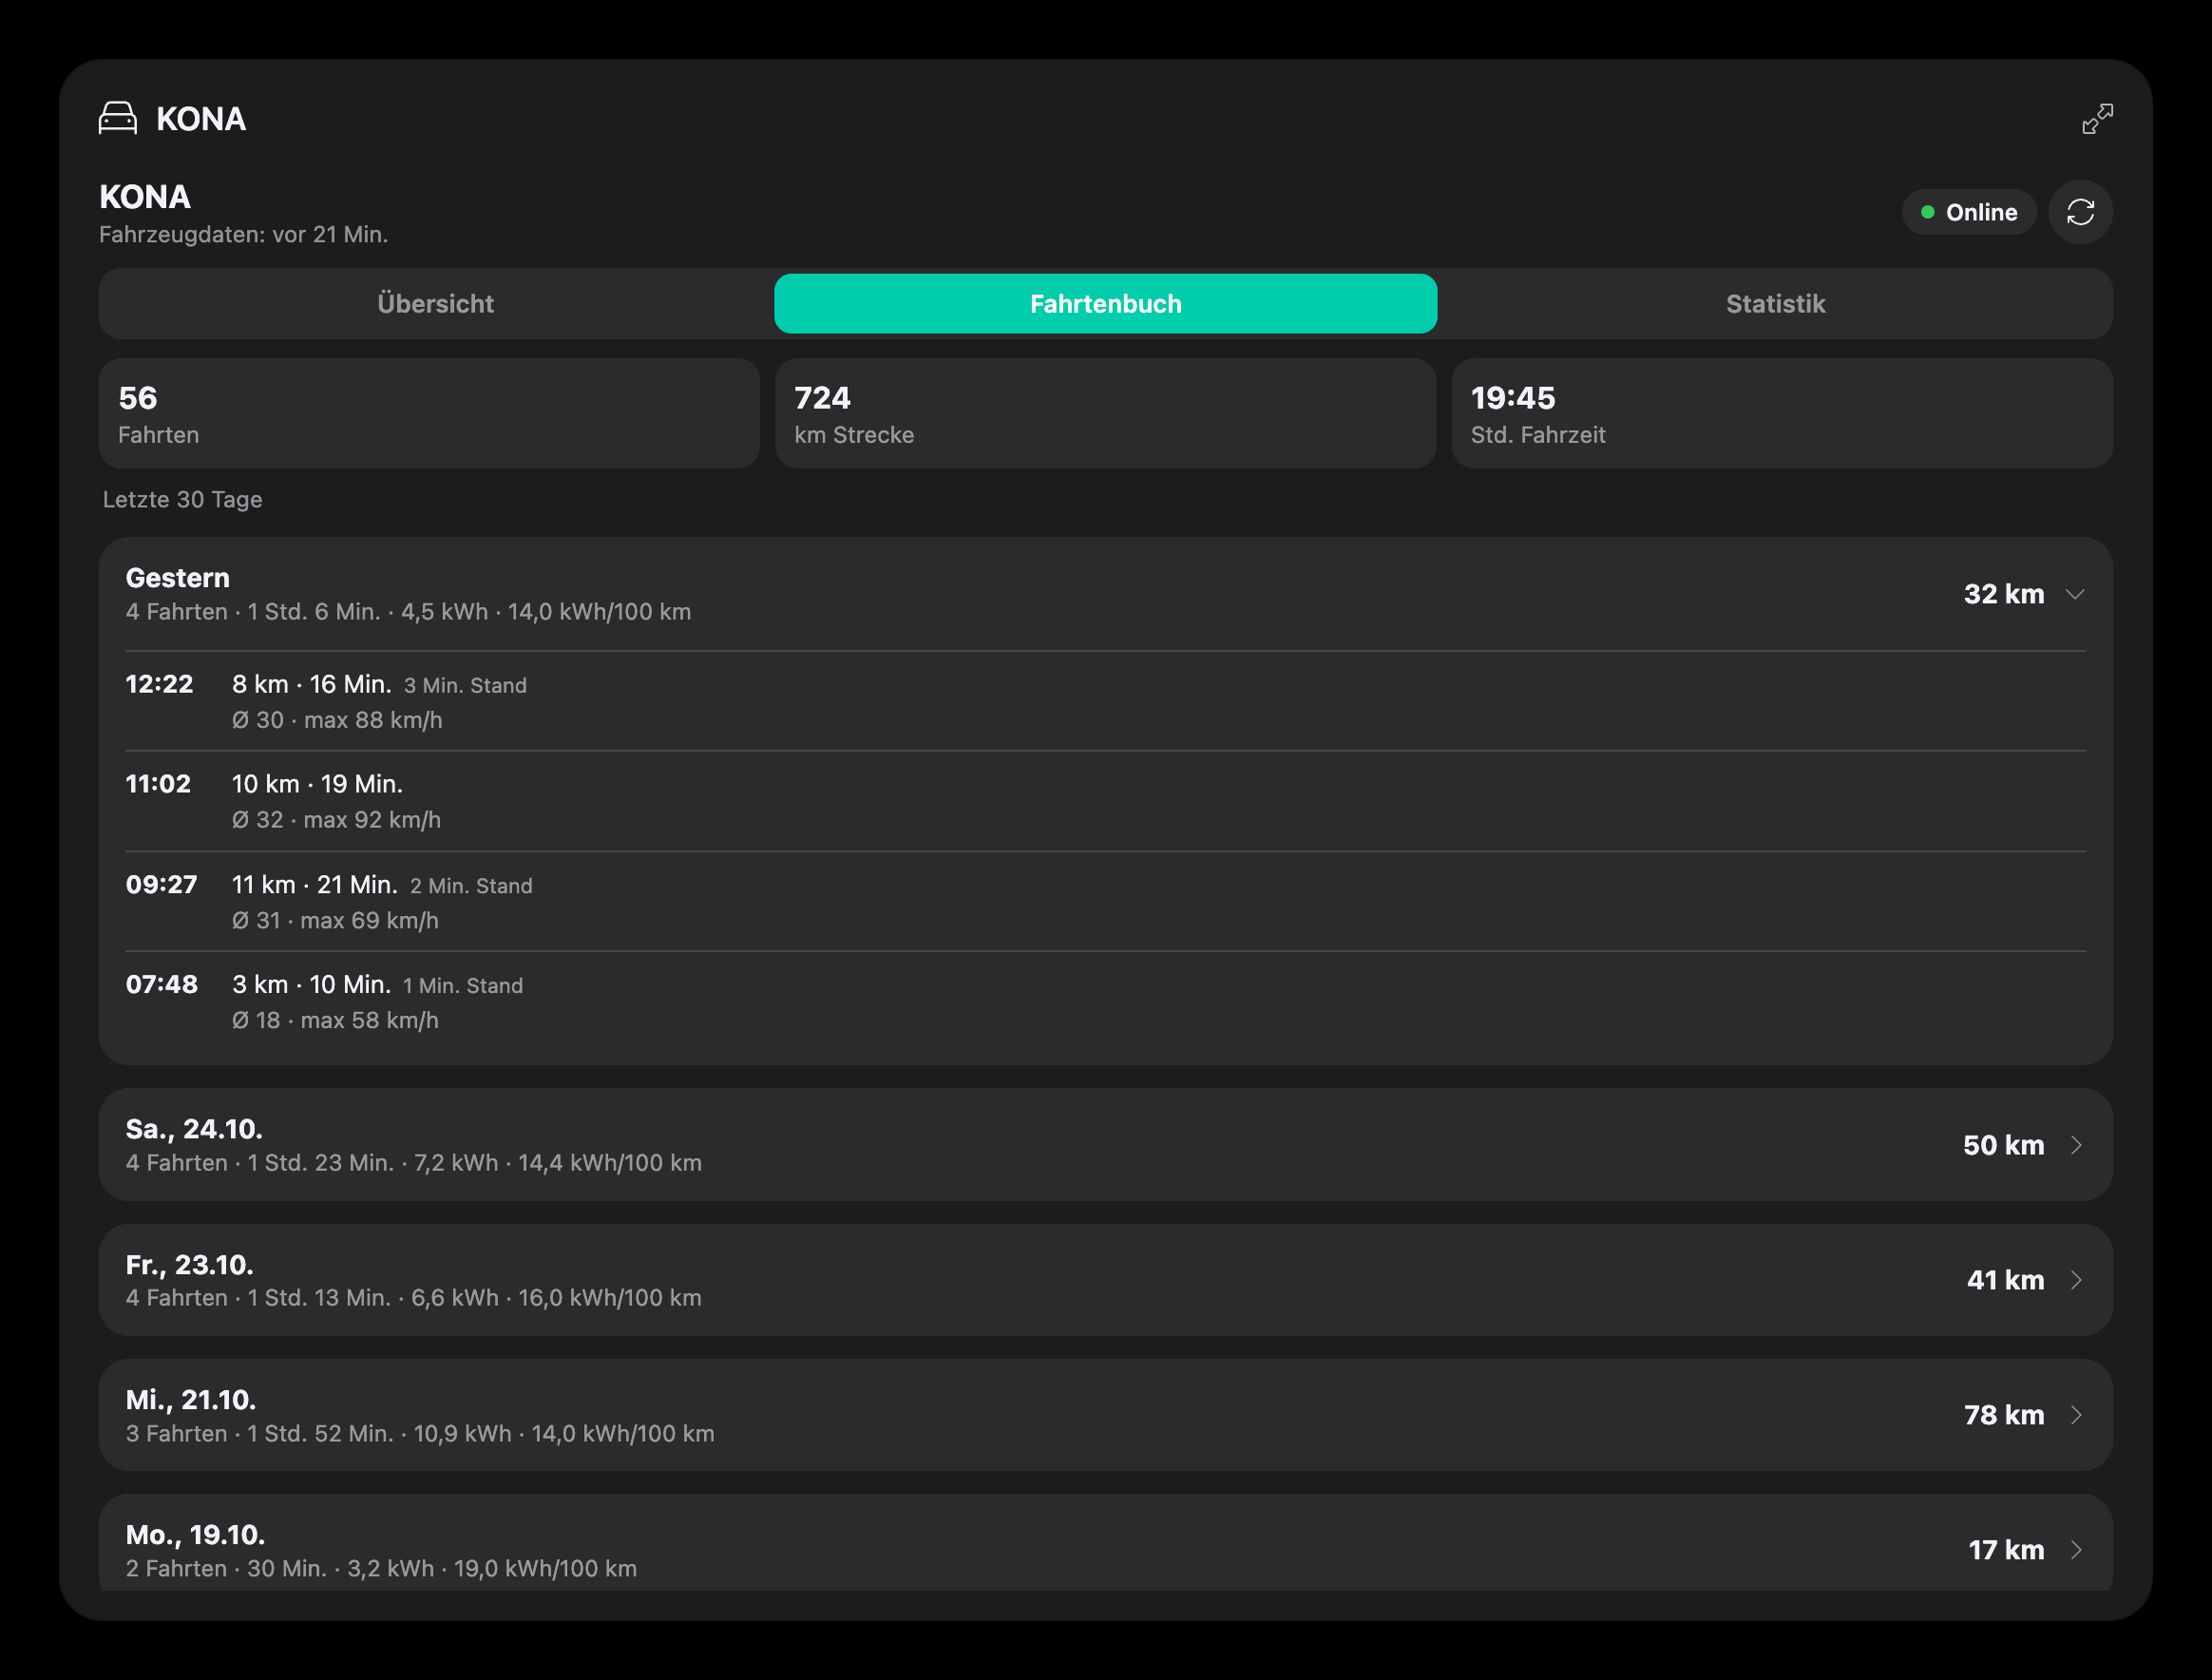 KONA
KONA
Fahrzeugdaten: vor 21 Min.
Online
Übersicht
Fahrtenbuch
Statistik
56
Fahrten
724
km Strecke
19:45
Std. Fahrzeit
Letzte 30 Tage
Gestern
4 Fahrten · 1 Std. 6 Min. · 4,5 kWh · 14,0 kWh/100 km
32 km
12:22 8 km · 16 Min. 3 Min. Stand
Ø 30 · max 88 km/h
11:02 10 km · 19 Min.
Ø 32 · max 92 km/h
09:27 11 km · 21 Min. 2 Min. Stand
Ø 31 · max 69 km/h
07:48 3 km · 10 Min. 1 Min. Stand
Ø 18 · max 58 km/h
Sa., 24.10.
4 Fahrten · 1 Std. 23 Min. · 7,2 kWh · 14,4 kWh/100 km
50 km
Fr., 23.10.
4 Fahrten · 1 Std. 13 Min. · 6,6 kWh · 16,0 kWh/100 km
41 km
Mi., 21.10.
3 Fahrten · 1 Std. 52 Min. · 10,9 kWh · 14,0 kWh/100 km
78 km
Mo., 19.10.
2 Fahrten · 30 Min. · 3,2 kWh · 19,0 kWh/100 km
17 km